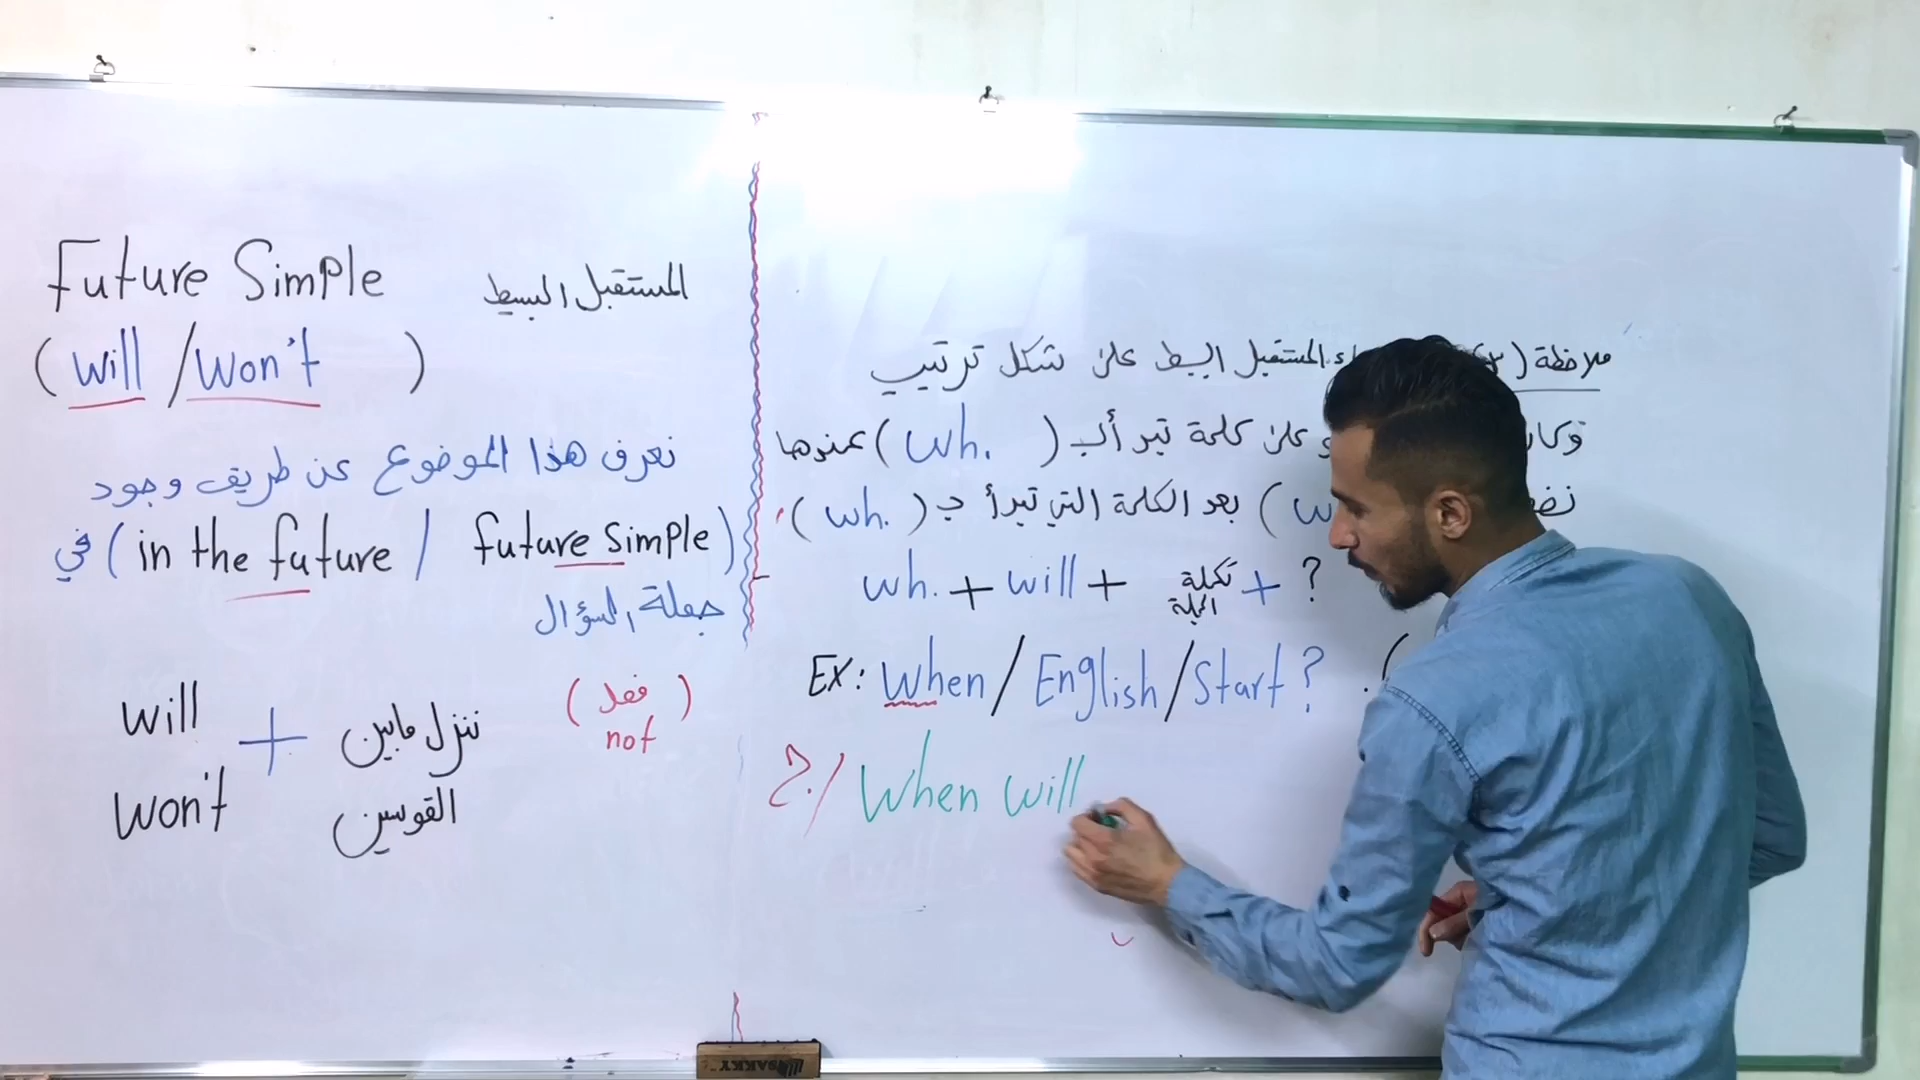 Future Simple المستقبل البسيط
( will / won't )
نعرف هذا الموضوع عن طريق وجود
( in the future / future simple ) في
جملة السؤال
will
won't
+
ننزل مابين
القوسين
( فعل )
not
ملاحظة ( المستقبل البسيط على شكل ترتيب
على كلمة تبدأ بـ ( wh. ) عندها
بعد الكلمة التي تبدأ بـ ( wh. ) .
wh. + will + تكملة الجملة + ?
EX: When / English / Start ?
ج / When will